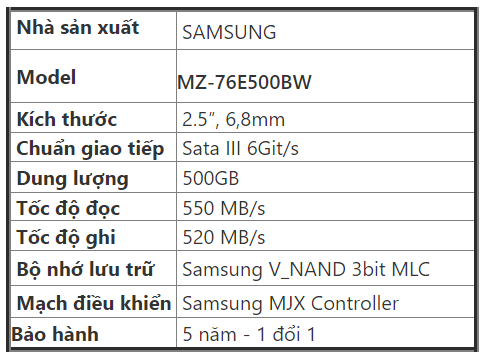 Nhà sản xuất SAMSUNG
Model MZ-76E500BW
Kích thước 2.5”, 6,8mm
Chuẩn giao tiếp Sata III 6Git/s
Dung lượng 500GB
Tốc độ đọc 550 MB/s
Tốc độ ghi 520 MB/s
Bộ nhớ lưu trữ Samsung V_NAND 3bit MLC
Mạch điều khiển Samsung MJX Controller
Bảo hành 5 năm - 1 đổi 1